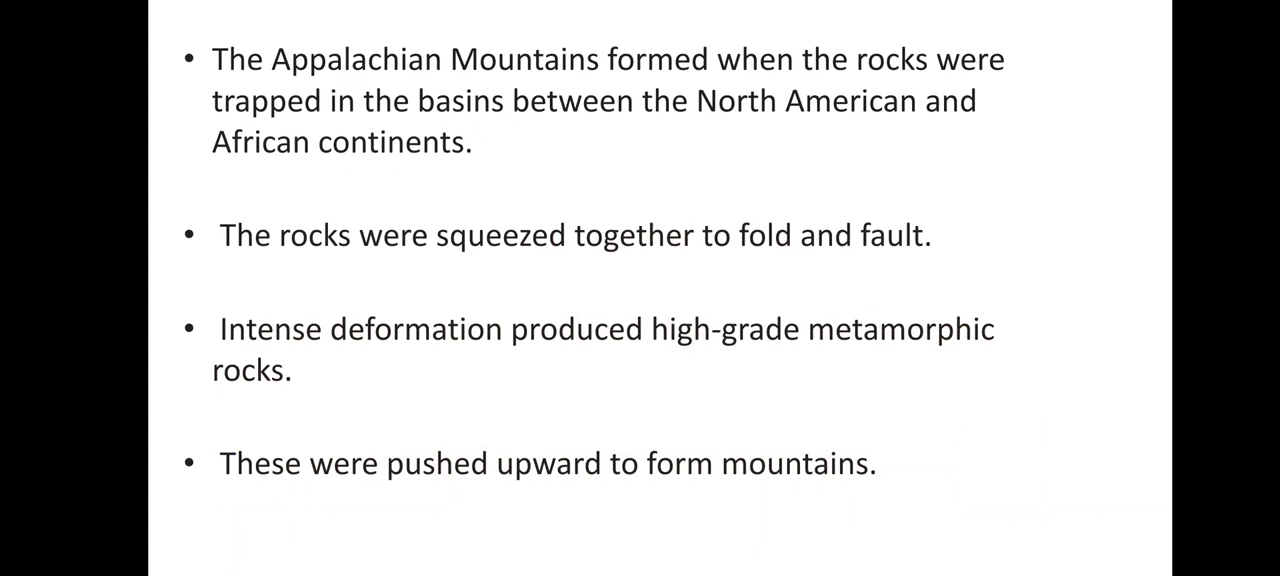 • The Appalachian Mountains formed when the rocks were
trapped in the basins between the North American and
African continents.
• The rocks were squeezed together to fold and fault.
• Intense deformation produced high-grade metamorphic
rocks.
• These were pushed upward to form mountains.